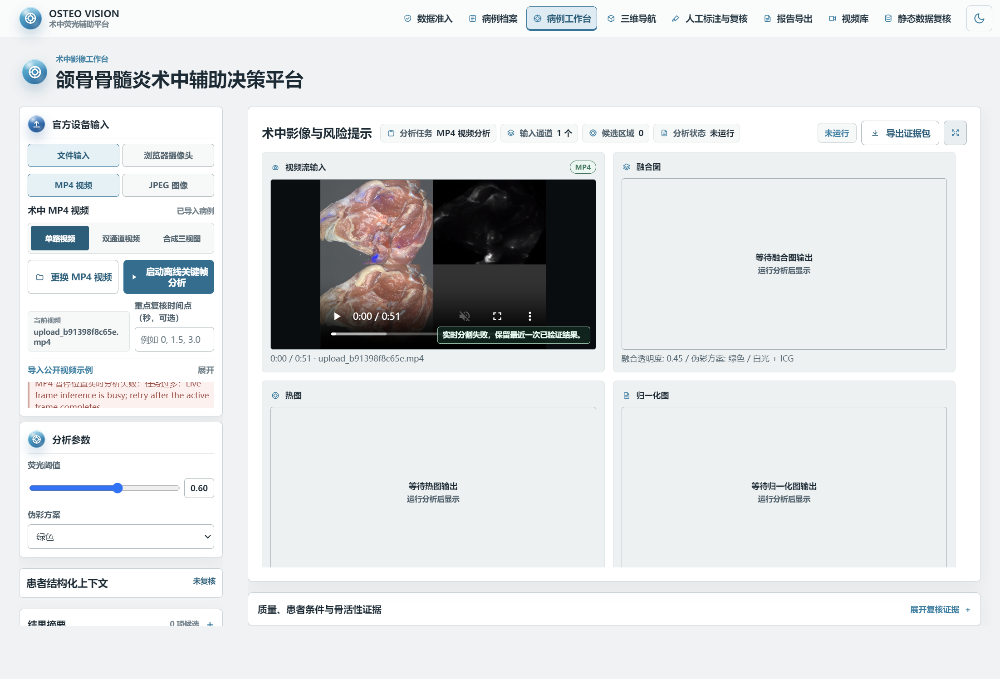 OSTEO VISION
术中荧光辅助平台
数据准入
病例档案
病例工作台
三维导航
人工标注与复核
报告导出
视频库
静态数据复核
术中影像工作台
颌骨骨髓炎术中辅助决策平台
官方设备输入
文件输入
浏览器摄像头
MP4 视频
JPEG 图像
术中 MP4 视频
已导入病例
单路视频
双通道视频
合成三视图
更换 MP4 视频
启动离线关键帧
分析
当前视频
upload_b91398f8c65e.
mp4
重点复核时间点
（秒，可选）
例如 0, 1.5, 3.0
导入公开视频示例
展开
MP4 暂停位置实时分析失败：任务过多：Live
frame inference is busy; retry after the active
frame completes
分析参数
荧光阈值
0.60
伪彩方案
绿色
患者结构化上下文
未复核
结果摘要
0 项候选 +
术中影像与风险提示
分析任务 MP4 视频分析
输入通道 1 个
候选区域 0
分析状态 未运行
未运行
导出证据包
视频流输入
MP4
0:00 / 0:51
实时分割失败，保留最近一次已验证结果。
0:00 / 0:51 · upload_b91398f8c65e.mp4
融合图
等待融合图输出
运行分析后显示
融合透明度: 0.45 / 伪彩方案: 绿色 / 白光 + ICG
热图
等待热图输出
运行分析后显示
归一化图
等待归一化图输出
运行分析后显示
质量、患者条件与骨活性证据
展开复核证据 +